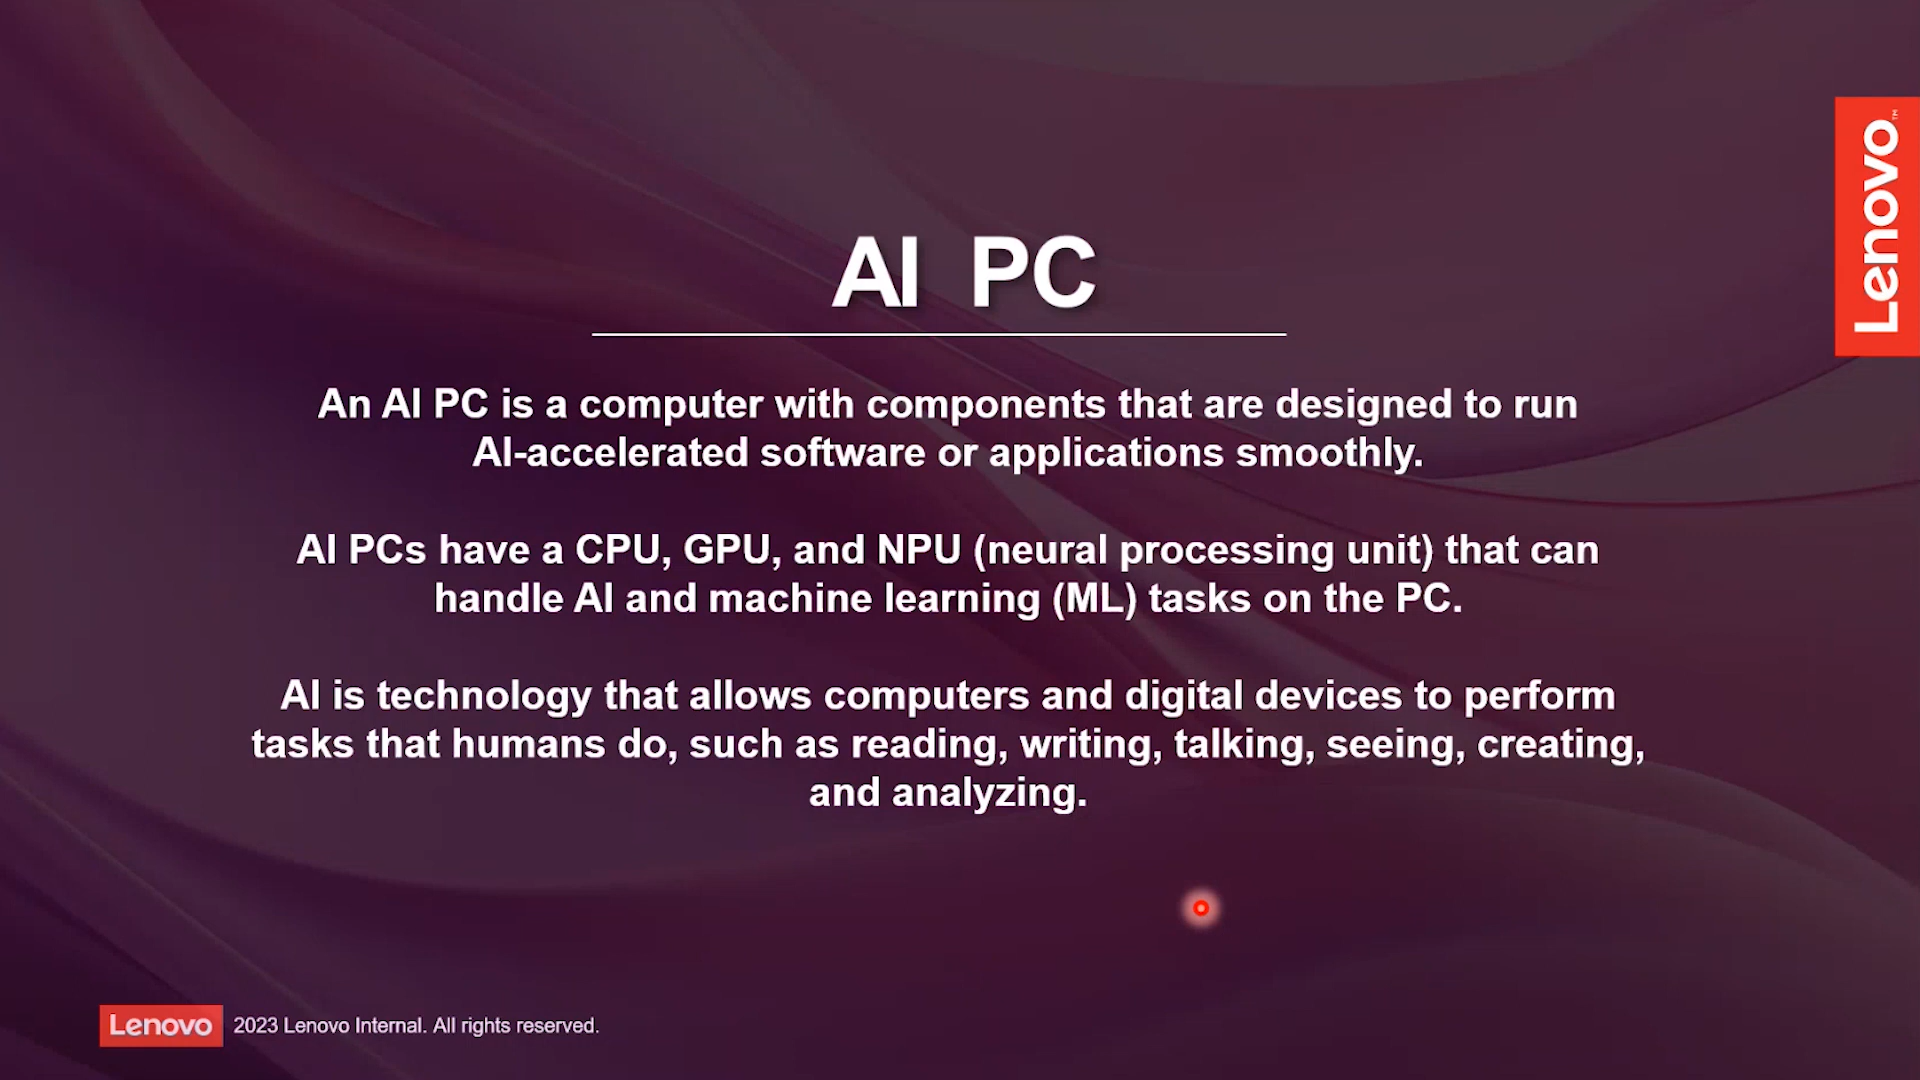 Lenovo™
AI PC
An AI PC is a computer with components that are designed to run
AI-accelerated software or applications smoothly.
AI PCs have a CPU, GPU, and NPU (neural processing unit) that can
handle AI and machine learning (ML) tasks on the PC.
AI is technology that allows computers and digital devices to perform
tasks that humans do, such as reading, writing, talking, seeing, creating,
and analyzing.
Lenovo 2023 Lenovo Internal. All rights reserved.